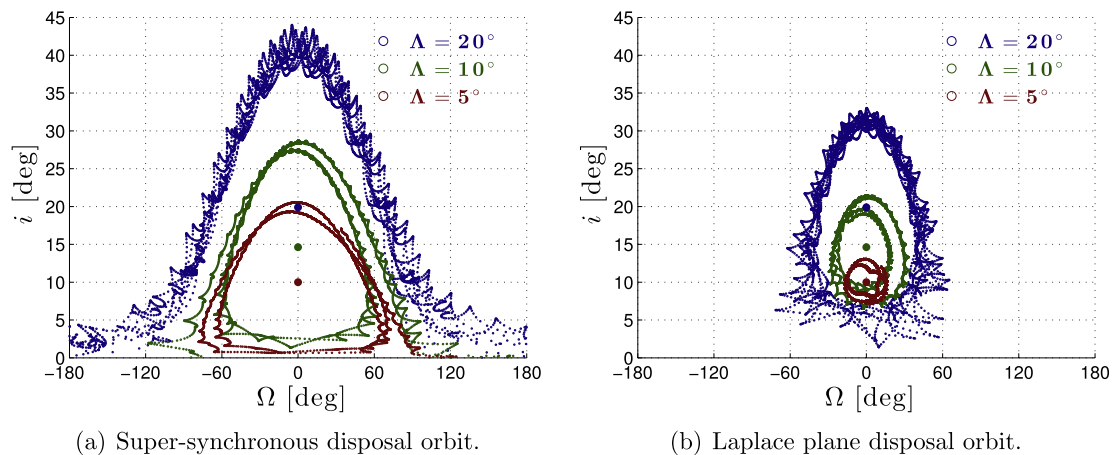 45
40
35
30
25
20
15
10
5
0
i [deg]
−180 −120 −60 0 60 120 180
Ω [deg]
Λ = 20°
Λ = 10°
Λ = 5°
(a) Super-synchronous disposal orbit.
45
40
35
30
25
20
15
10
5
0
i [deg]
−180 −120 −60 0 60 120 180
Ω [deg]
Λ = 20°
Λ = 10°
Λ = 5°
(b) Laplace plane disposal orbit.